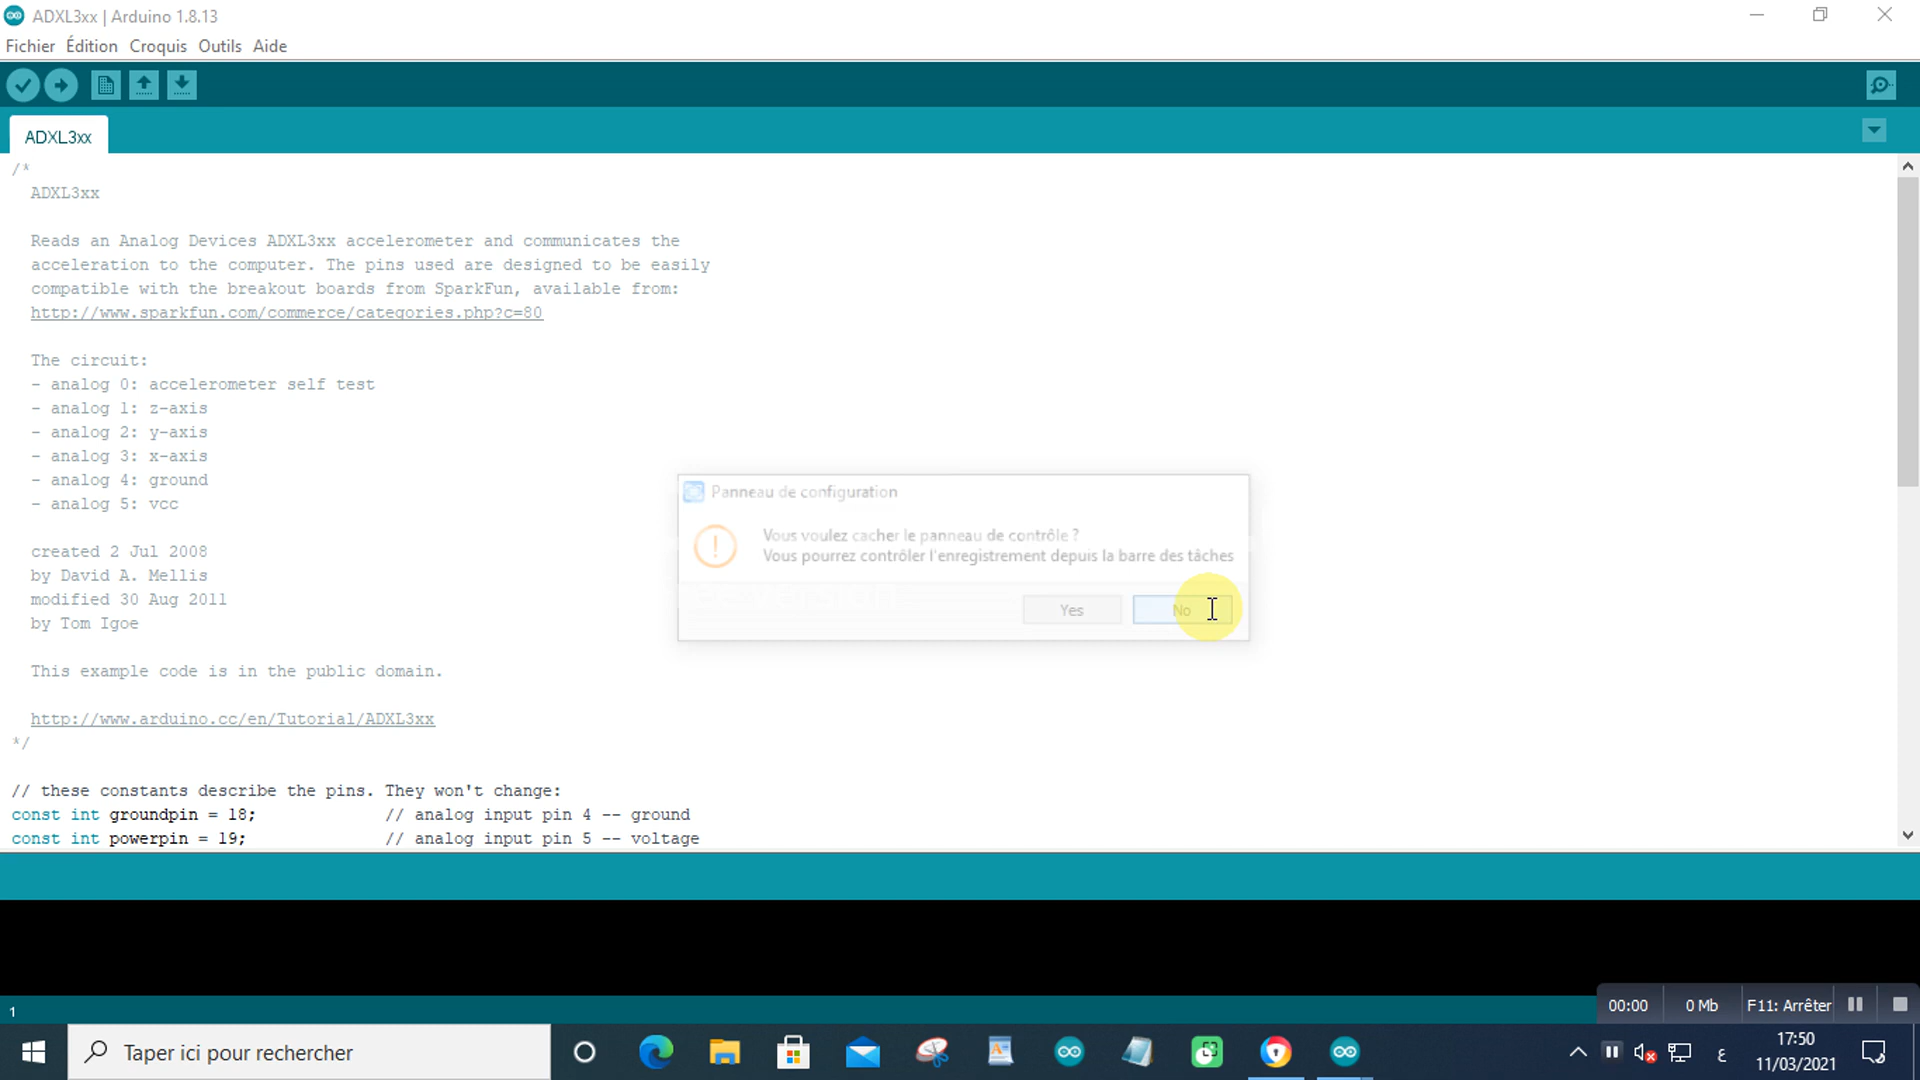 ADXL3xx | Arduino 1.8.13
Fichier Édition Croquis Outils Aide
ADXL3xx
/*
ADXL3xx
Reads an Analog Devices ADXL3xx accelerometer and communicates the
acceleration to the computer. The pins used are designed to be easily
compatible with the breakout boards from SparkFun, available from:
http://www.sparkfun.com/commerce/categories.php?c=80
The circuit:
- analog 0: accelerometer self test
- analog 1: z-axis
- analog 2: y-axis
- analog 3: x-axis
- analog 4: ground
- analog 5: vcc
created 2 Jul 2008
by David A. Mellis
modified 30 Aug 2011
by Tom Igoe
This example code is in the public domain.
http://www.arduino.cc/en/Tutorial/ADXL3xx
*/
// these constants describe the pins. They won't change:
const int groundpin = 18; // analog input pin 4 -- ground
const int powerpin = 19; // analog input pin 5 -- voltage
Panneau de configuration
Vous voulez cacher le panneau de contrôle ?
Vous pourrez contrôler l'enregistrement depuis la barre des tâches
Yes No
1
00:00 0 Mb F11: Arrêter
Taper ici pour rechercher
ع
17:50
11/03/2021